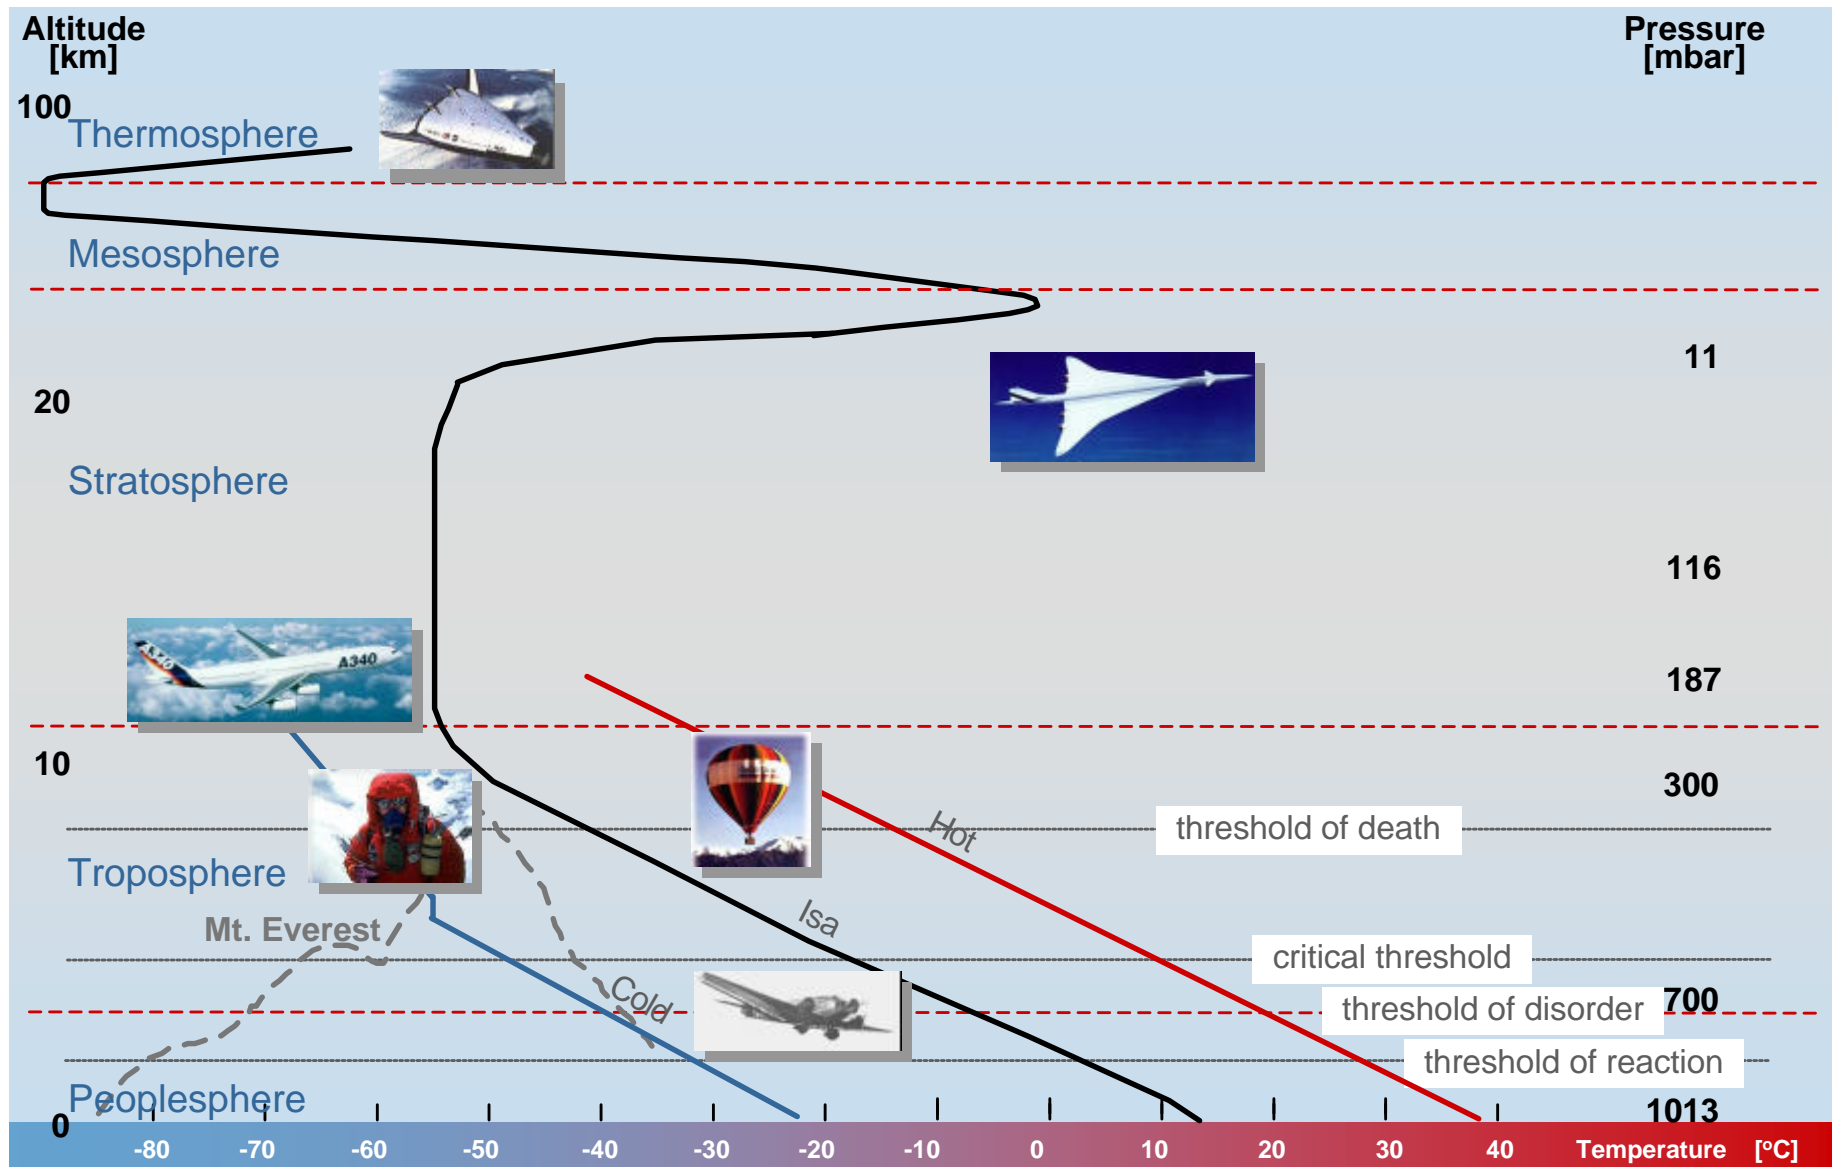 Altitude
[km]
Pressure
[mbar]
100
Thermosphere
Mesosphere
11
20
Stratosphere
116
A340
187
10
300
Hot
threshold of death
Troposphere
Isa
Mt. Everest
critical threshold
Cold
700
threshold of disorder
threshold of reaction
Peoplesphere
1013
0
-80 -70 -60 -50 -40 -30 -20 -10 0 10 20 30 40 Temperature [°C]